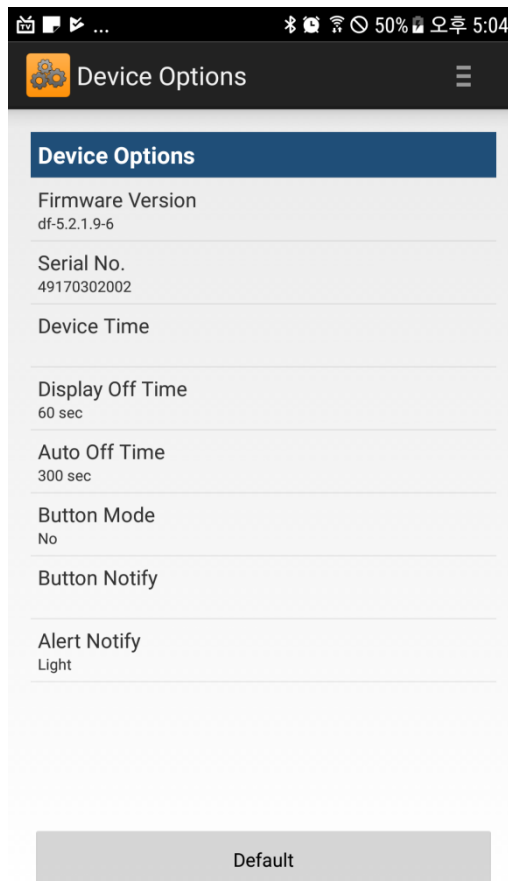 TV ... 50% 오후 5:04
Device Options
Device Options
Firmware Version
df-5.2.1.9-6
Serial No.
49170302002
Device Time
Display Off Time
60 sec
Auto Off Time
300 sec
Button Mode
No
Button Notify
Alert Notify
Light
Default